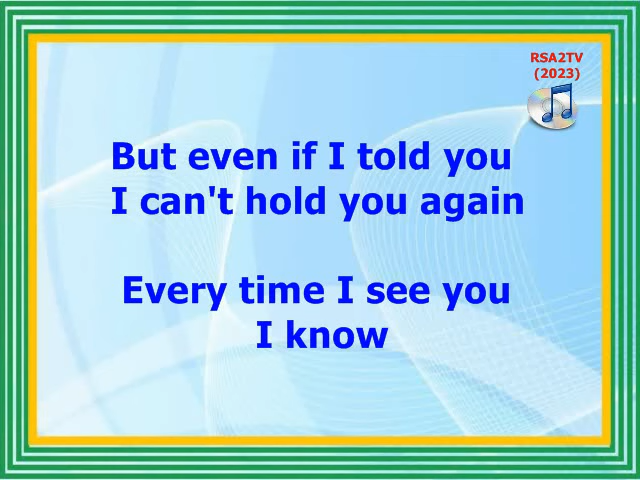 RSA2TV
(2023)
But even if I told you
I can't hold you again
Every time I see you
I know